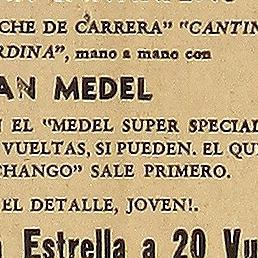 CHE DE CARRERA" "CANTIN
RDINA", mano a mano con
AN MEDEL
EL "MEDEL SUPER SPECIAL
VUELTAS, SI PUEDEN. EL QU
CHANGO" SALE PRIMERO.
EL DETALLE, JOVEN!.
Estrella a 20 Vu